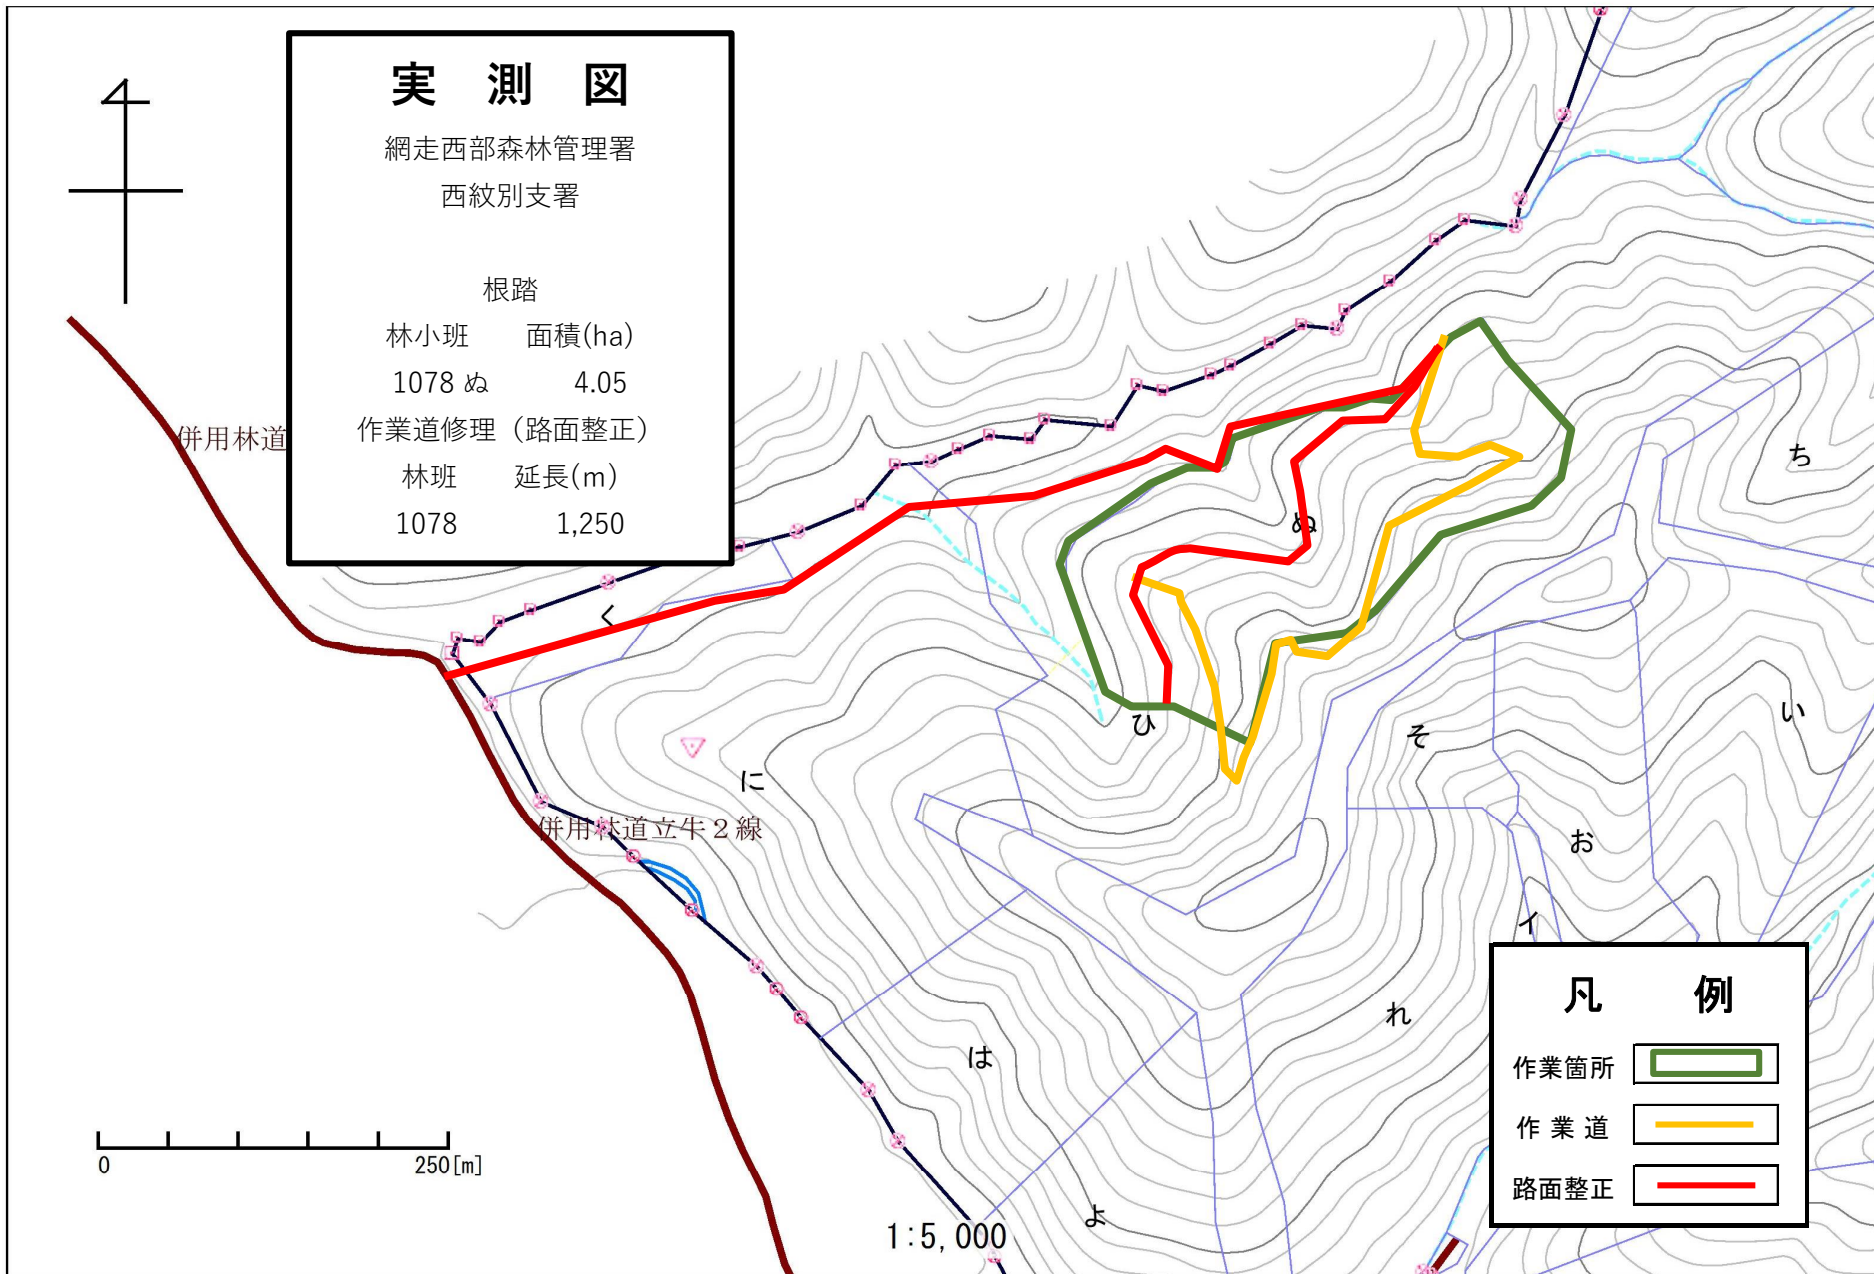 実 測 図
網走西部森林管理署
西紋別支署
根踏
林小班 面積(ha)
1078 ぬ 4.05
作業道修理（路面整正）
林班 延長(m)
1078 1,250
併用林道
く
ぬ
ち
ひ
に
そ
い
併用林道立牛２線
お
イ
れ
は
よ
凡 例
作業箇所
作 業 道
路面整正
0 250[m]
1:5,000